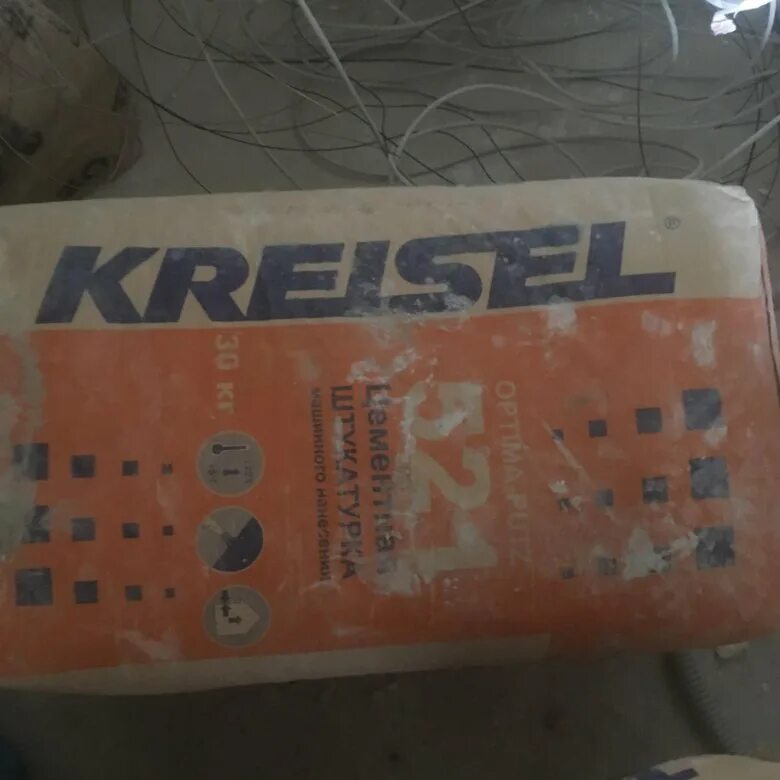 KREISEL®
OPTIMA-PUTZ
521
Цементная
ШТУКАТУРКА
машинного нанесения
30 кг